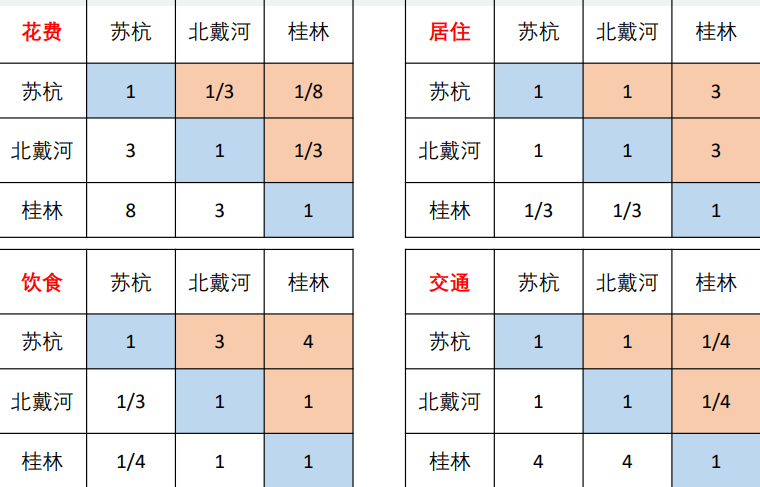 花费 苏杭 北戴河 桂林
苏杭 1 1/3 1/8
北戴河 3 1 1/3
桂林 8 3 1
居住 苏杭 北戴河 桂林
苏杭 1 1 3
北戴河 1 1 3
桂林 1/3 1/3 1
饮食 苏杭 北戴河 桂林
苏杭 1 3 4
北戴河 1/3 1 1
桂林 1/4 1 1
交通 苏杭 北戴河 桂林
苏杭 1 1 1/4
北戴河 1 1 1/4
桂林 4 4 1